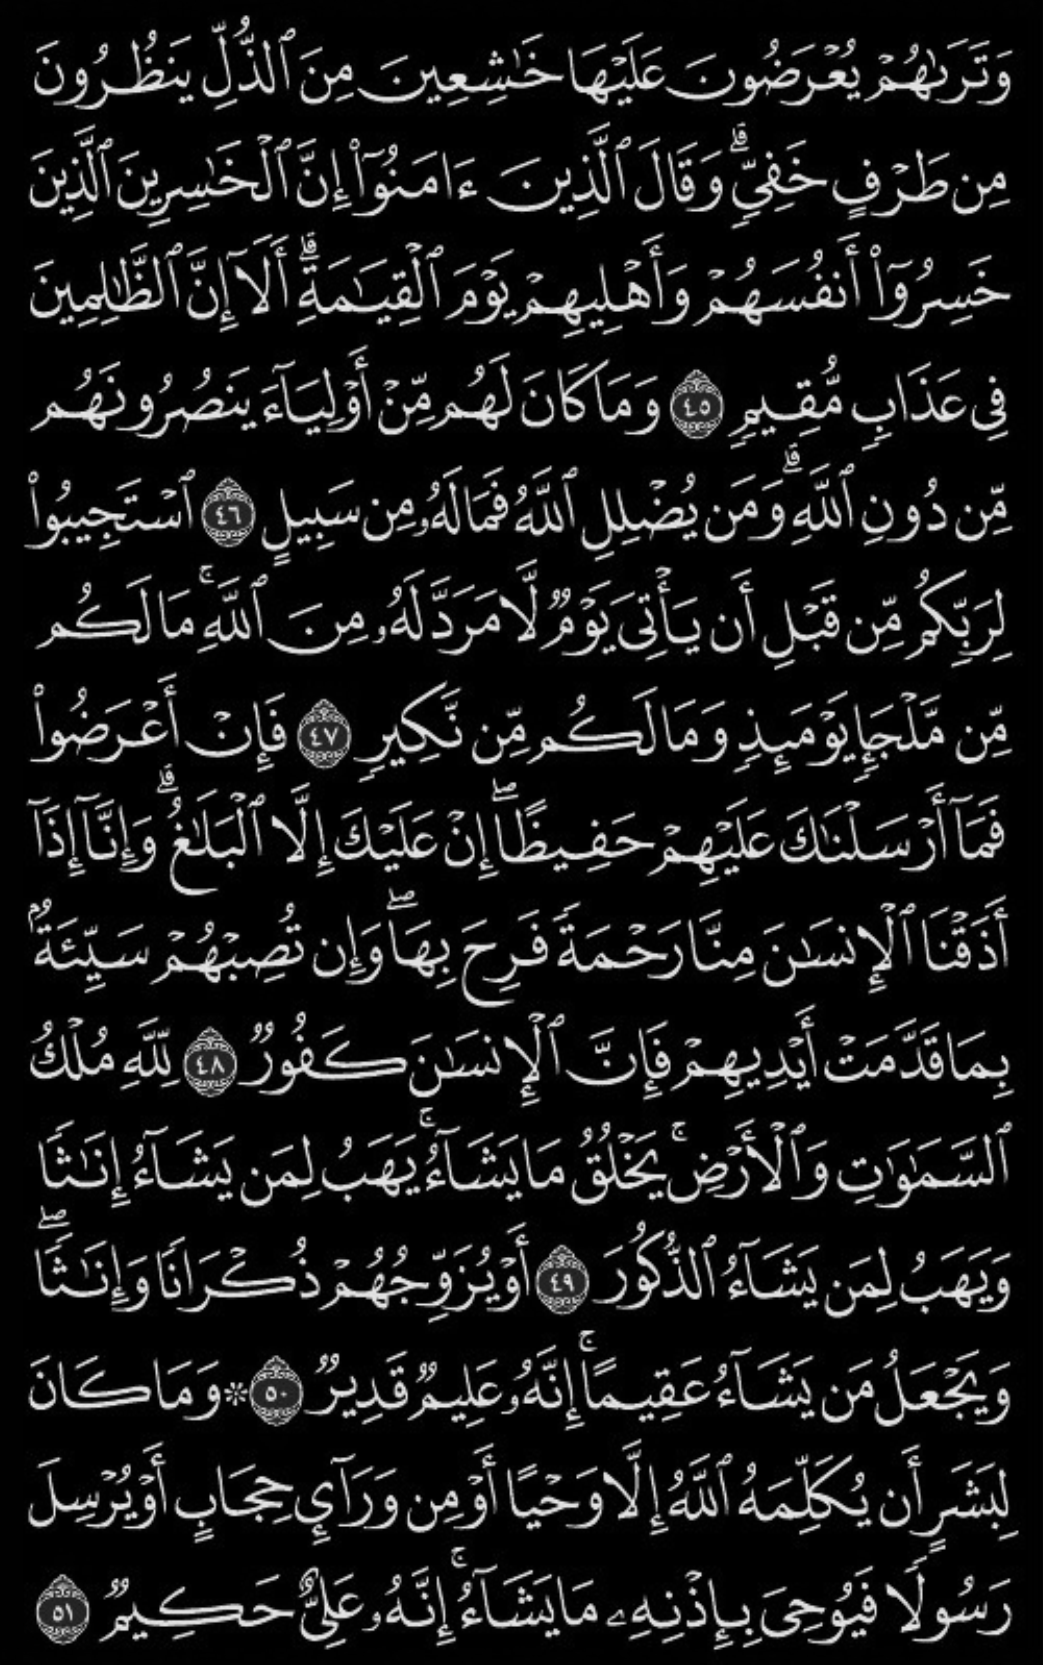 وَتَرَىٰهُمْ يُعْرَضُونَ عَلَيْهَا خَـٰشِعِينَ مِنَ ٱلذُّلِّ يَنظُرُونَ
مِن طَرْفٍ خَفِيٍّۗ وَقَالَ ٱلَّذِينَ ءَامَنُوٓا۟ إِنَّ ٱلْخَـٰسِرِينَ ٱلَّذِينَ
خَسِرُوٓا۟ أَنفُسَهُمْ وَأَهْلِيهِمْ يَوْمَ ٱلْقِيَـٰمَةِۗ أَلَآ إِنَّ ٱلظَّـٰلِمِينَ
فِى عَذَابٍ مُّقِيمٍ ٤٥ وَمَا كَانَ لَهُم مِّنْ أَوْلِيَآءَ يَنصُرُونَهُم
مِّن دُونِ ٱللَّهِۗ وَمَن يُضْلِلِ ٱللَّهُ فَمَا لَهُۥ مِن سَبِيلٍ ٤٦ ٱسْتَجِيبُوا۟
لِرَبِّكُم مِّن قَبْلِ أَن يَأْتِىَ يَوْمٌ لَّا مَرَدَّ لَهُۥ مِنَ ٱللَّهِۚ مَا لَكُم
مِّن مَّلْجَإٍ يَوْمَئِذٍ وَمَا لَكُم مِّن نَّكِيرٍ ٤٧ فَإِنْ أَعْرَضُوا۟
فَمَآ أَرْسَلْنَـٰكَ عَلَيْهِمْ حَفِيظًاۖ إِنْ عَلَيْكَ إِلَّا ٱلْبَلَـٰغُۗ وَإِنَّآ إِذَآ
أَذَقْنَا ٱلْإِنسَـٰنَ مِنَّا رَحْمَةً فَرِحَ بِهَاۖ وَإِن تُصِبْهُمْ سَيِّئَةٌۢ
بِمَا قَدَّمَتْ أَيْدِيهِمْ فَإِنَّ ٱلْإِنسَـٰنَ كَفُورٌ ٤٨ لِّلَّهِ مُلْكُ
ٱلسَّمَـٰوَٰتِ وَٱلْأَرْضِۚ يَخْلُقُ مَا يَشَآءُۚ يَهَبُ لِمَن يَشَآءُ إِنَـٰثًا
وَيَهَبُ لِمَن يَشَآءُ ٱلذُّكُورَ ٤٩ أَوْ يُزَوِّجُهُمْ ذُكْرَانًا وَإِنَـٰثًاۖ
وَيَجْعَلُ مَن يَشَآءُ عَقِيمًاۚ إِنَّهُۥ عَلِيمٌ قَدِيرٌ ٥٠ * وَمَا كَانَ
لِبَشَرٍ أَن يُكَلِّمَهُ ٱللَّهُ إِلَّا وَحْيًا أَوْ مِن وَرَآئِ حِجَابٍ أَوْ يُرْسِلَ
رَسُولًا فَيُوحِىَ بِإِذْنِهِۦ مَا يَشَآءُۚ إِنَّهُۥ عَلِىٌّ حَكِيمٌ ٥١